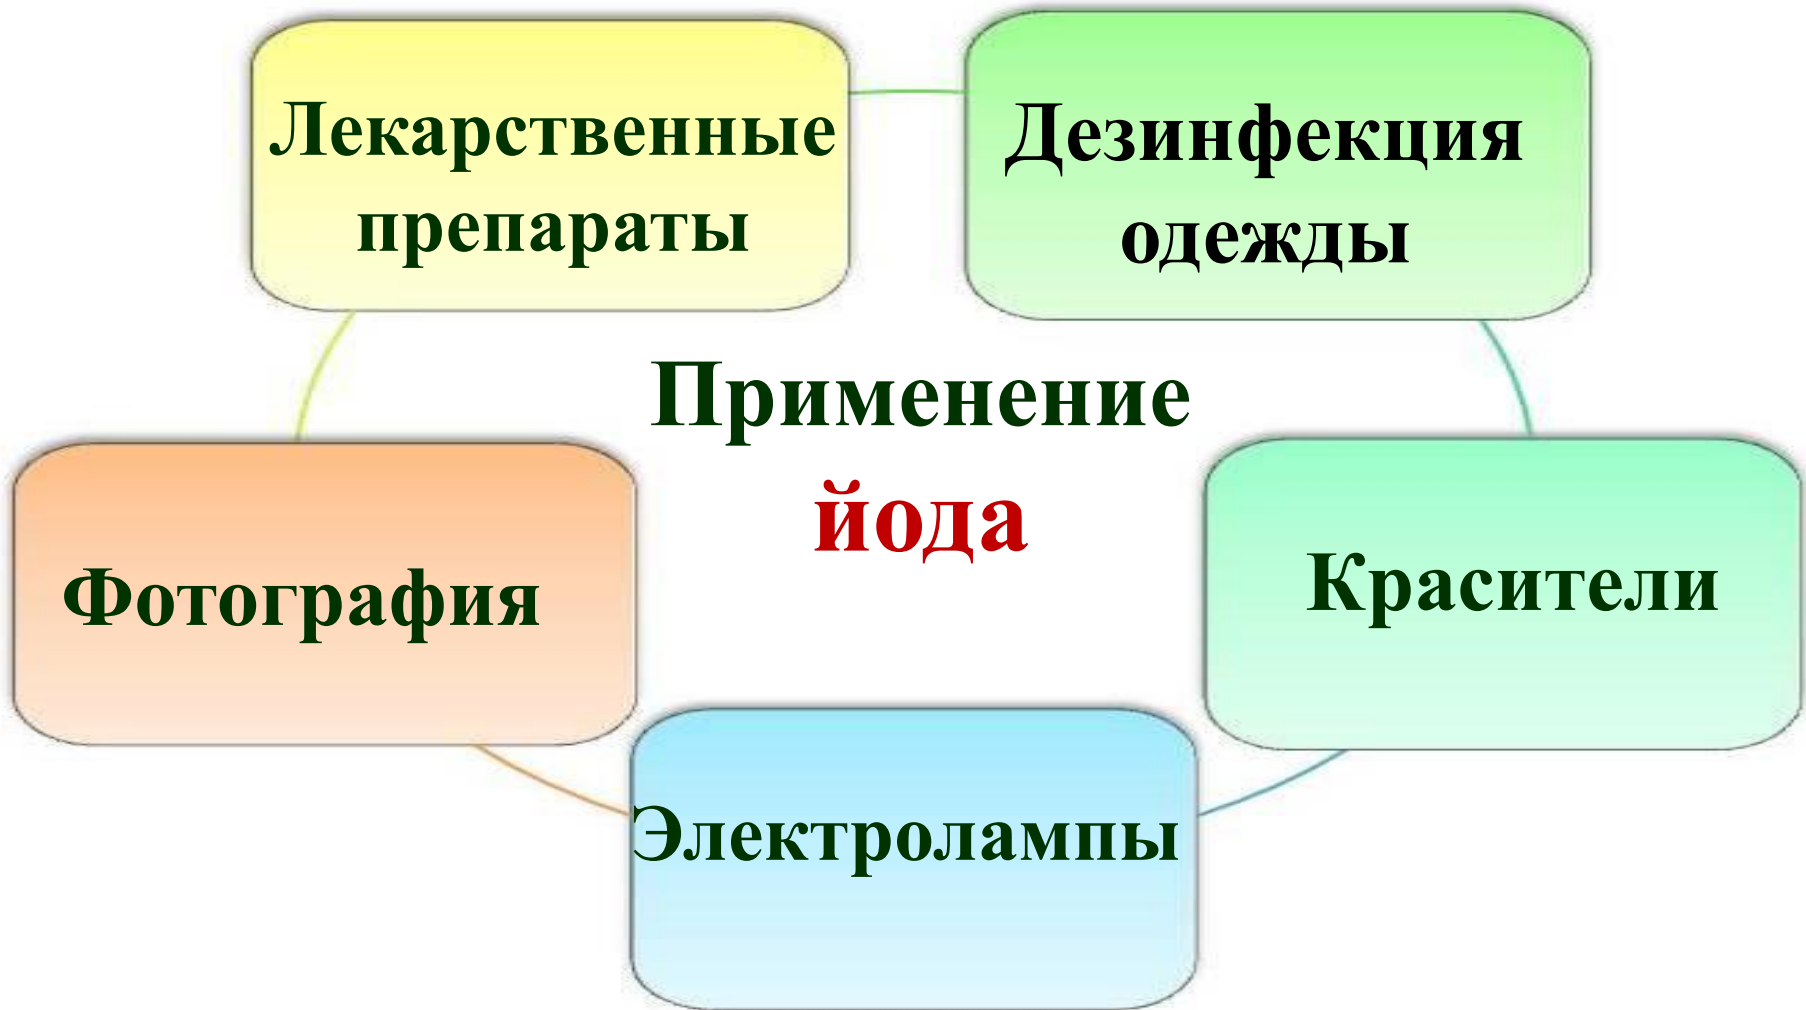 Лекарственные
препараты
Дезинфекция
одежды
Применение
йода
Фотография
Красители
Электролампы